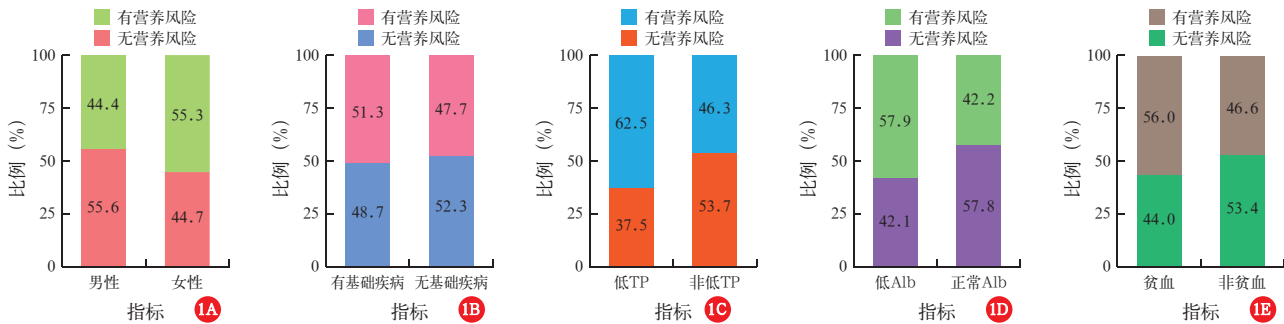 有营养风险
无营养风险
比例（%）
100
75
50
25
0
44.4
55.3
55.6
44.7
男性
女性
指标
1A
有营养风险
无营养风险
比例（%）
100
75
50
25
0
51.3
47.7
48.7
52.3
有基础疾病
无基础疾病
指标
1B
有营养风险
无营养风险
比例（%）
100
75
50
25
0
62.5
46.3
37.5
53.7
低TP
非低TP
指标
1C
有营养风险
无营养风险
比例（%）
100
75
50
25
0
57.9
42.2
42.1
57.8
低Alb
正常Alb
指标
1D
有营养风险
无营养风险
比例（%）
100
75
50
25
0
56.0
46.6
44.0
53.4
贫血
非贫血
指标
1E